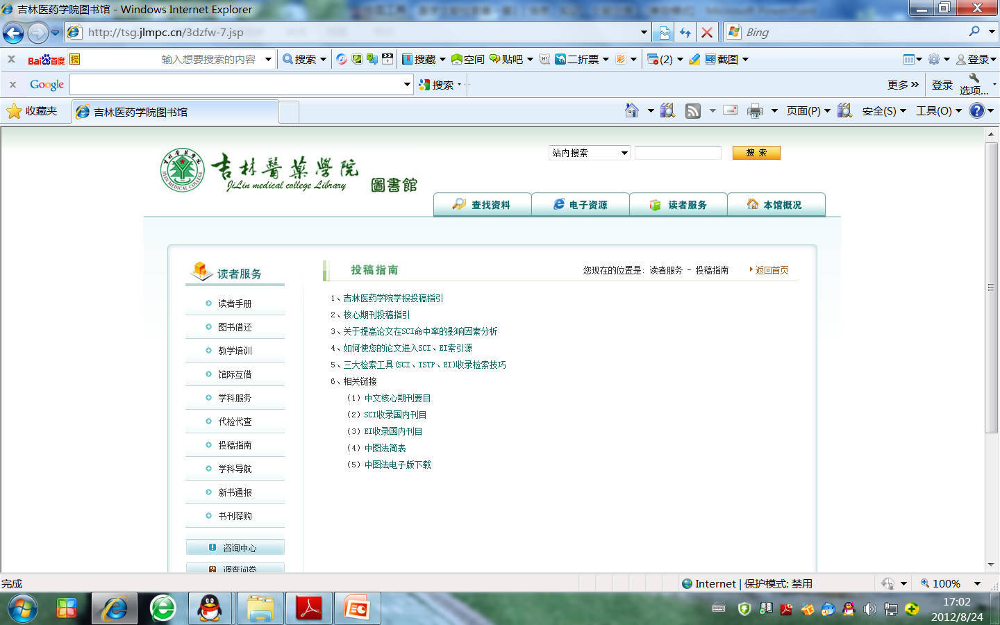 吉林医药学院图书馆 - Windows Internet Explorer
http://tsg.jlmpc.cn/3dzfw-7.jsp
Bing
x Bai百度 榜 输入想要搜索的内容 搜索 搜藏 空间 贴吧 二折票 彩 (2) 截图 登录
x Google 搜索 更多 » 登录 选项...
收藏夹 吉林医药学院图书馆 页面(P) 安全(S) 工具(O)
站内搜索 搜 索
吉林醫药學院 圖書館
JiLin medical college Library
查找资料 电子资源 读者服务 本馆概况
读者服务
读者手册
图书借还
教学培训
馆际互借
学科服务
代检代查
投稿指南
学科导航
新书通报
书刊荐购
咨询中心
调查问卷
投稿指南 您现在的位置是: 读者服务 - 投稿指南 返回首页
1、吉林医药学院学报投稿指引
2、核心期刊投稿指引
3、关于提高论文在SCI命中率的影响因素分析
4、如何使您的论文进入SCI、EI索引源
5、三大检索工具(SCI、ISTP、EI)收录检索技巧
6、相关链接
（1）中文核心期刊要目
（2）SCI收录国内刊目
（3）EI收录国内刊目
（4）中图法简表
（5）中图法电子版下载
完成 Internet | 保护模式: 禁用 100%
17:02
2012/8/24